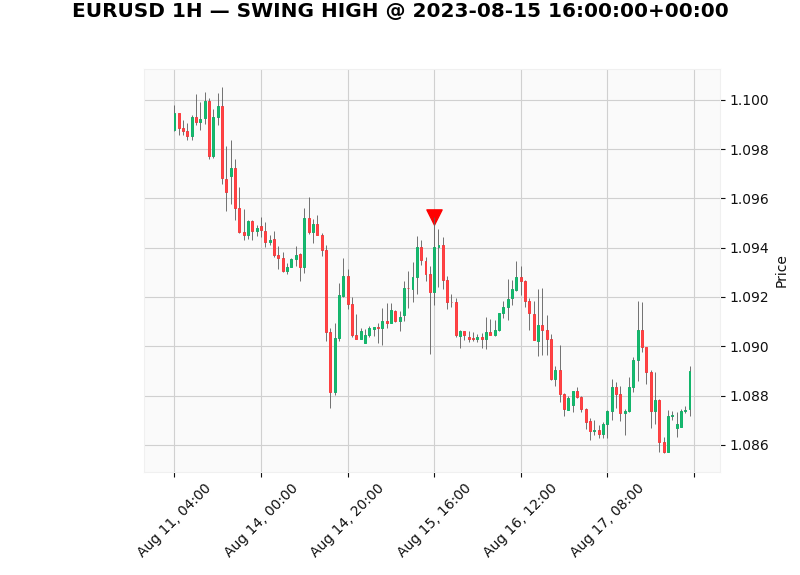 EURUSD 1H — SWING HIGH @ 2023-08-15 16:00:00+00:00
1.100
1.098
1.096
1.094
1.092
1.090
1.088
1.086
Price
Aug 11, 04:00
Aug 14, 00:00
Aug 14, 20:00
Aug 15, 16:00
Aug 16, 12:00
Aug 17, 08:00